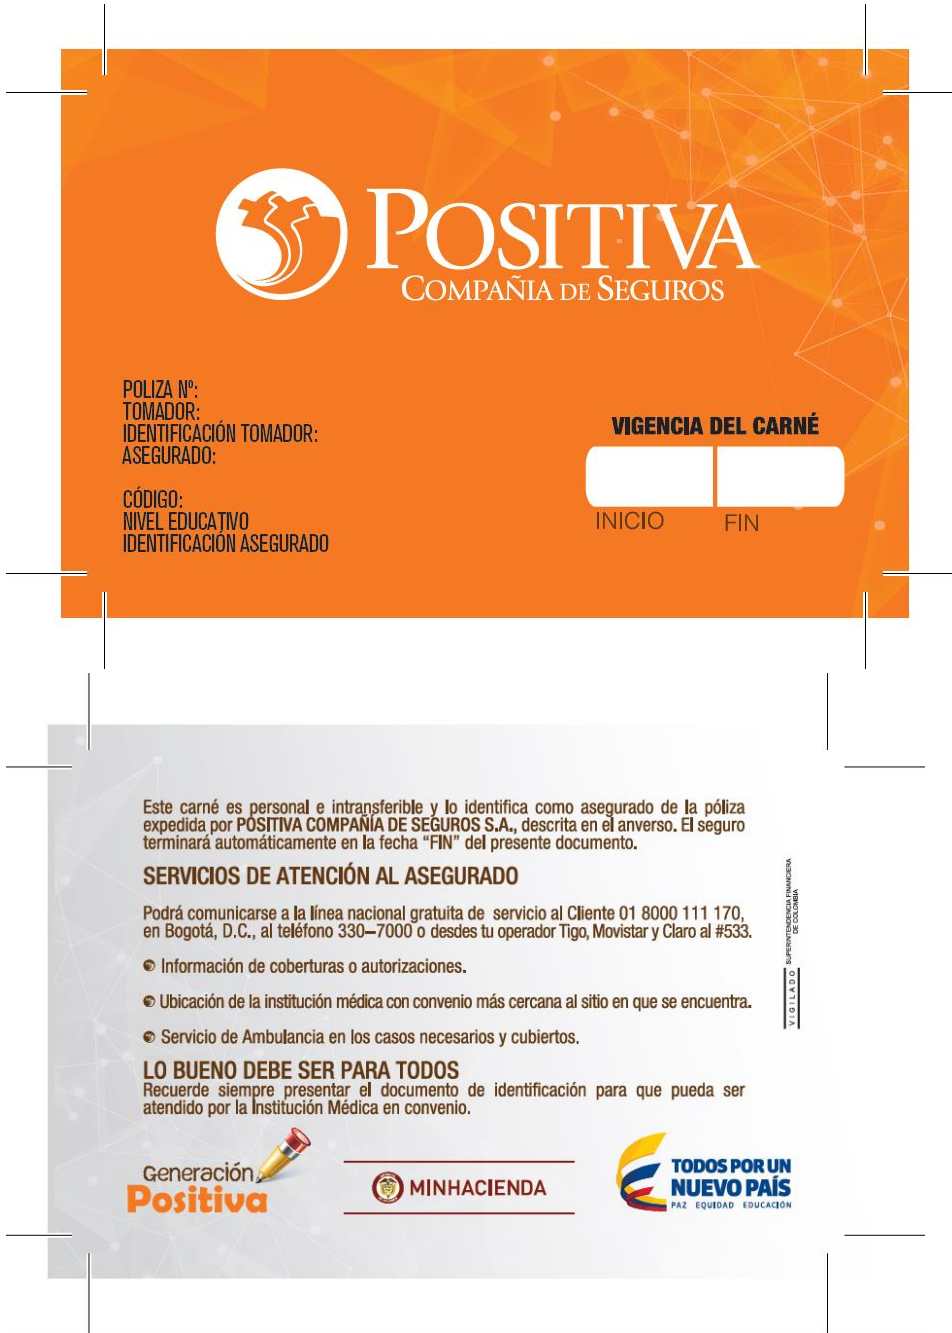 POSITIVA
COMPAÑIA DE SEGUROS
POLIZA Nº:
TOMADOR:
IDENTIFICACIÓN TOMADOR:
ASEGURADO:
CÓDIGO:
NIVEL EDUCATIVO
IDENTIFICACIÓN ASEGURADO
VIGENCIA DEL CARNÉ
INICIO
FIN
Este carné es personal e intransferible y lo identifica como asegurado de la póliza
expedida por POSITIVA COMPAÑÍA DE SEGUROS S.A., descrita en el anverso. El seguro
terminará automáticamente en la fecha “FIN” del presente documento.
SERVICIOS DE ATENCIÓN AL ASEGURADO
Podrá comunicarse a la línea nacional gratuita de servicio al Cliente 01 8000 111 170,
en Bogotá, D.C., al teléfono 330–7000 o desdes tu operador Tigo, Movistar y Claro al #533.
Información de coberturas o autorizaciones.
Ubicación de la institución médica con convenio más cercana al sitio en que se encuentra.
Servicio de Ambulancia en los casos necesarios y cubiertos.
LO BUENO DEBE SER PARA TODOS
Recuerde siempre presentar el documento de identificación para que pueda ser
atendido por la Institución Médica en convenio.
VIGILADO
SUPERINTENDENCIA FINANCIERA
DE COLOMBIA
Generación
Positiva
MINHACIENDA
TODOS POR UN
NUEVO PAÍS
PAZ EQUIDAD EDUCACIÓN